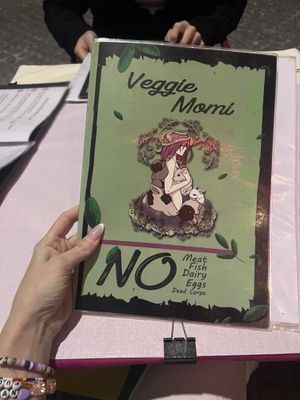 Veggie
Momi
NO
Meat
Fish
Dairy
Eggs
Dead Corps